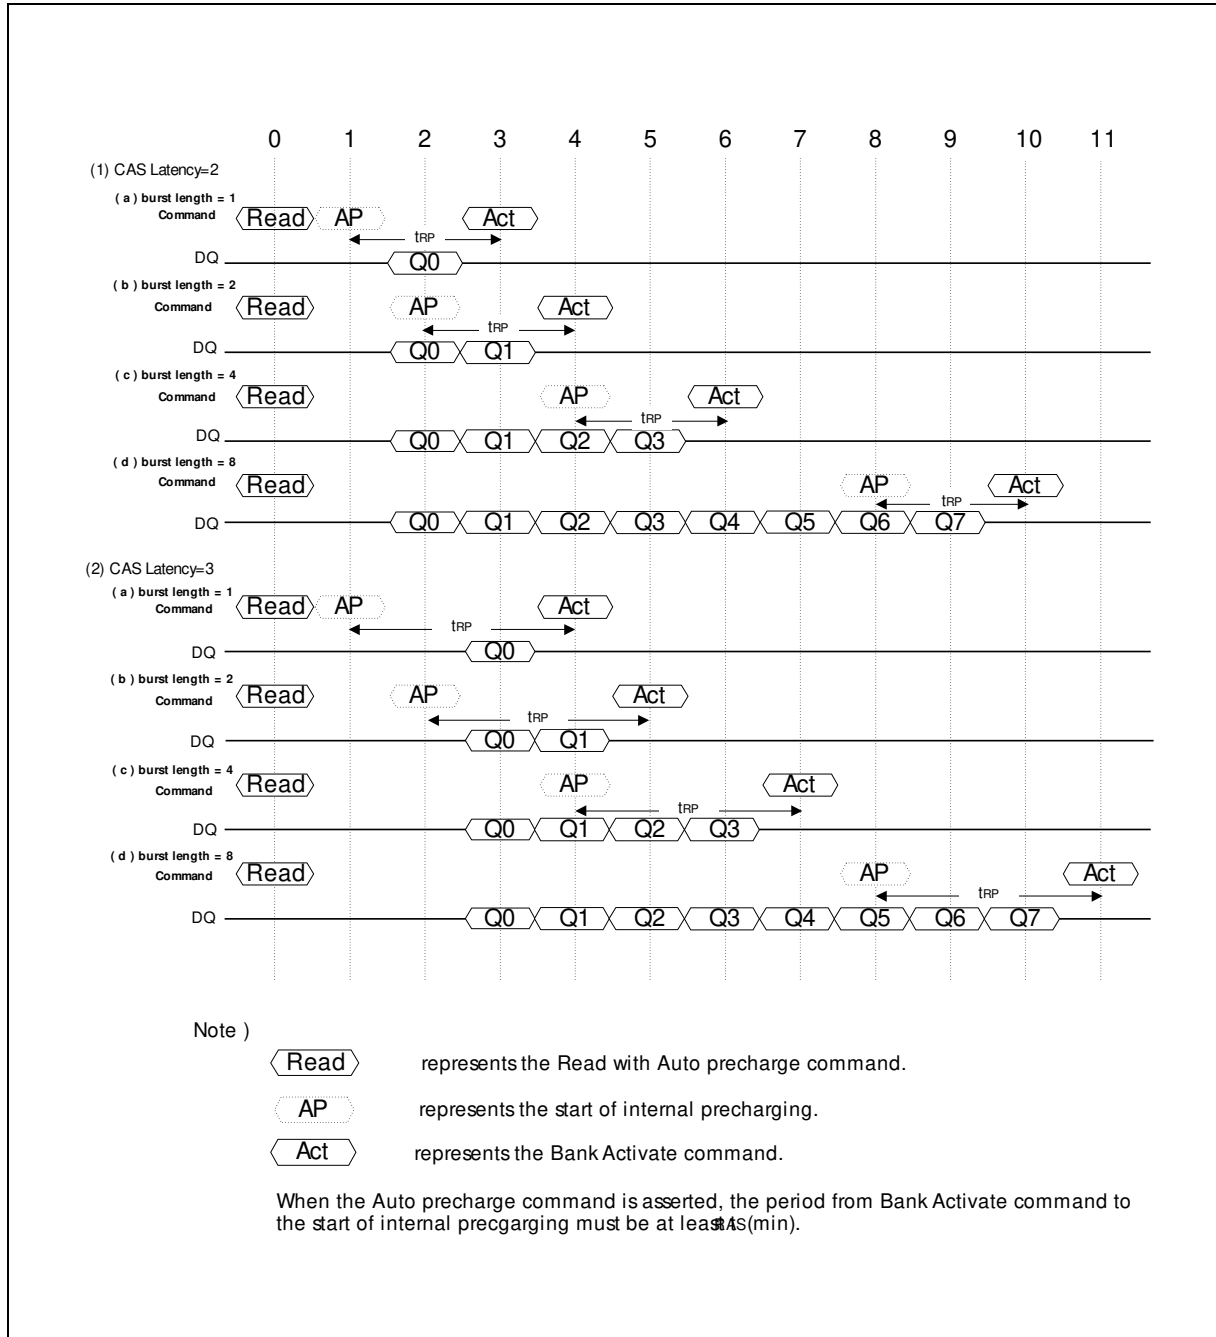 0 1 2 3 4 5 6 7 8 9 10 11
(1) CAS Latency=2
( a ) burst length = 1
Command Read AP Act
tRP
DQ Q0
( b ) burst length = 2
Command Read AP Act
tRP
DQ Q0 Q1
( c ) burst length = 4
Command Read AP Act
tRP
DQ Q0 Q1 Q2 Q3
( d ) burst length = 8
Command Read AP Act
tRP
DQ Q0 Q1 Q2 Q3 Q4 Q5 Q6 Q7
(2) CAS Latency=3
( a ) burst length = 1
Command Read AP Act
tRP
DQ Q0
( b ) burst length = 2
Command Read AP Act
tRP
DQ Q0 Q1
( c ) burst length = 4
Command Read AP Act
tRP
DQ Q0 Q1 Q2 Q3
( d ) burst length = 8
Command Read AP Act
tRP
DQ Q0 Q1 Q2 Q3 Q4 Q5 Q6 Q7
Note )
Read represents the Read with Auto precharge command.
AP represents the start of internal precharging.
Act represents the Bank Activate command.
When the Auto precharge command is asserted, the period from Bank Activate command to
the start of internal precgarging must be at least tRAS(min).